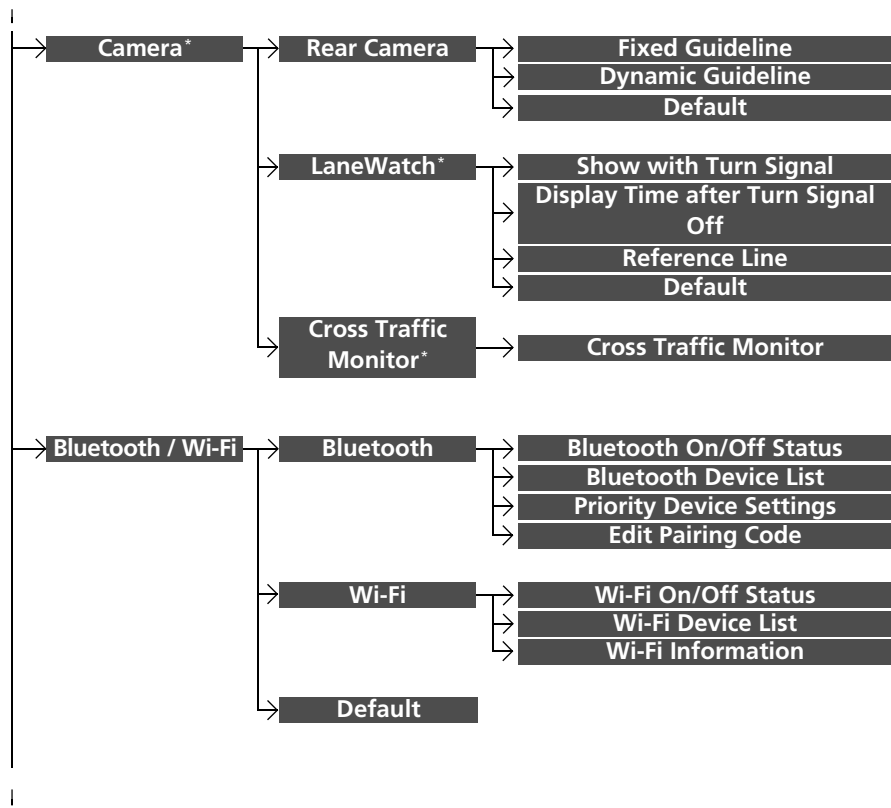 Camera*
Rear Camera
Fixed Guideline
Dynamic Guideline
Default
LaneWatch*
Show with Turn Signal
Display Time after Turn Signal
Off
Reference Line
Default
Cross Traffic
Monitor*
Cross Traffic Monitor
Bluetooth / Wi-Fi
Bluetooth
Bluetooth On/Off Status
Bluetooth Device List
Priority Device Settings
Edit Pairing Code
Wi-Fi
Wi-Fi On/Off Status
Wi-Fi Device List
Wi-Fi Information
Default